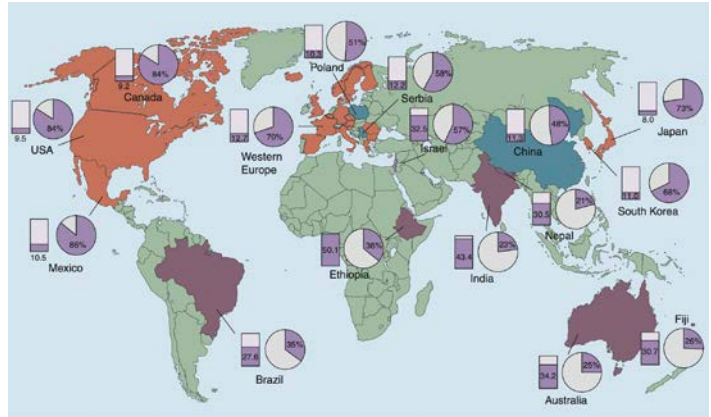 10.3
51%
Poland
9.2
84%
Canada
12.2
58%
Serbia
9.5
84%
USA
12.7
70%
Western
Europe
32.5
57%
Israel
11.3
48%
China
8.0
73%
Japan
68%
South Korea
10.5
86%
Mexico
50.1
36%
Ethiopia
43.4
23%
India
30.5
21%
Nepal
27.6
35%
Brazil
34.2
25%
Australia
Fiji
30.7
26%